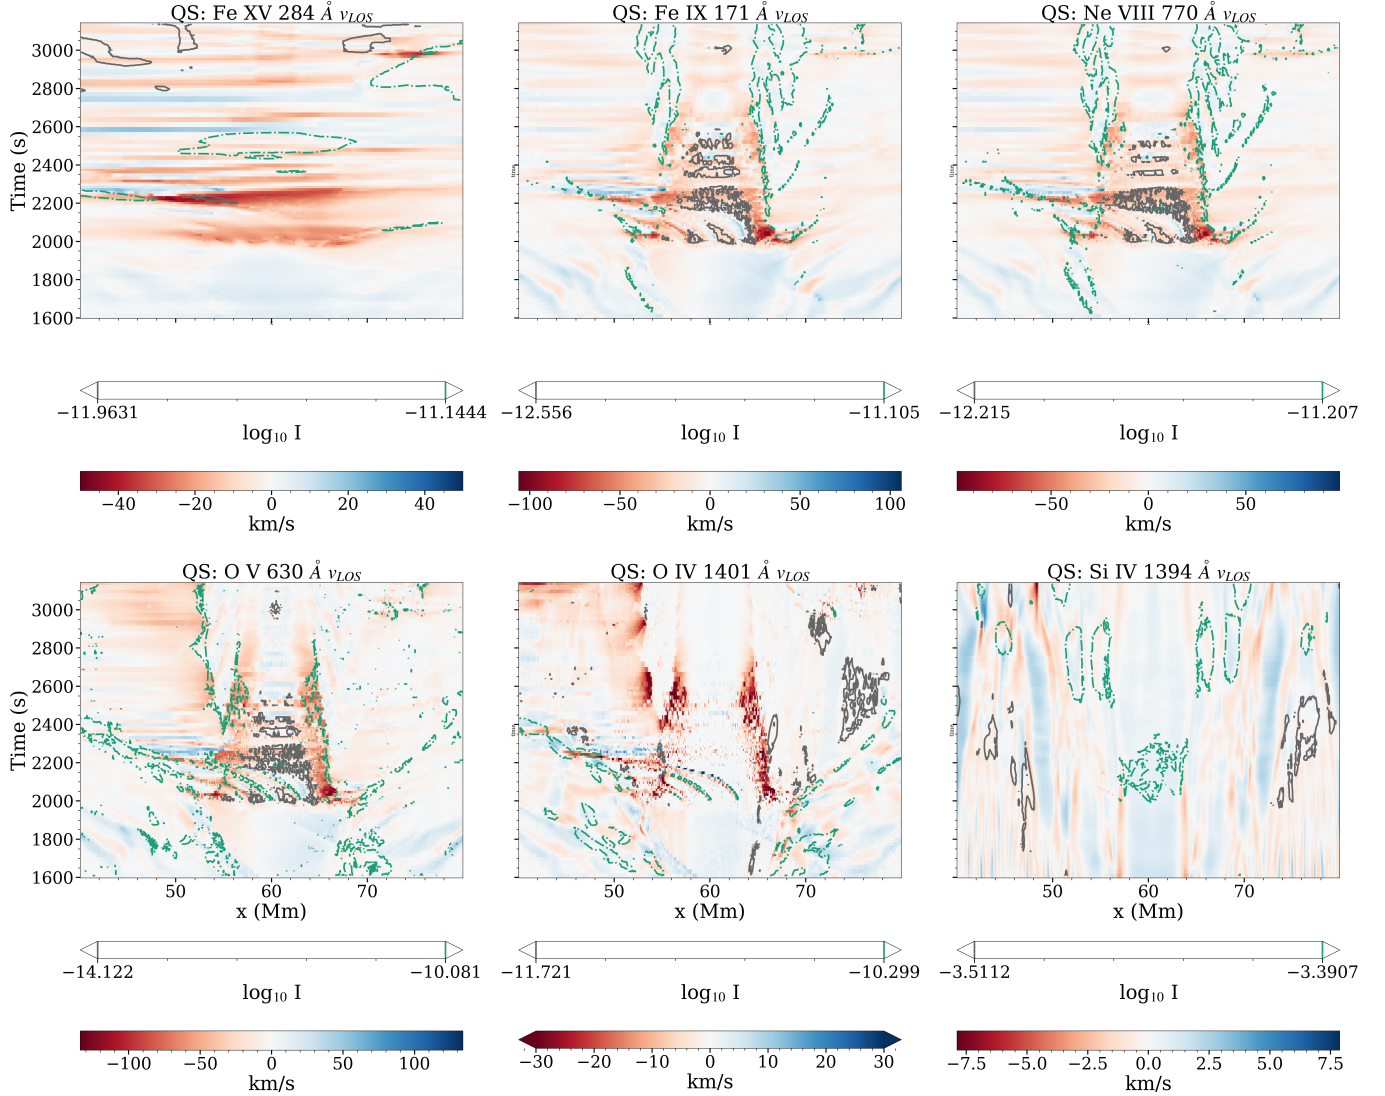 QS: Fe XV 284 Å v_LOS
QS: Fe IX 171 Å v_LOS
QS: Ne VIII 770 Å v_LOS
Time (s)
3000
2800
2600
2400
2200
2000
1800
1600
time
time
x
x
x
−11.9631 −11.1444
log₁₀ I
−12.556 −11.105
log₁₀ I
−12.215 −11.207
log₁₀ I
−40 −20 0 20 40
km/s
−100 −50 0 50 100
km/s
−50 0 50
km/s
QS: O V 630 Å v_LOS
QS: O IV 1401 Å v_LOS
QS: Si IV 1394 Å v_LOS
Time (s)
3000
2800
2600
2400
2200
2000
1800
1600
time
time
50 60 70
x (Mm)
50 60 70
x (Mm)
50 60 70
x (Mm)
−14.122 −10.081
log₁₀ I
−11.721 −10.299
log₁₀ I
−3.5112 −3.3907
log₁₀ I
−100 −50 0 50 100
km/s
−30 −20 −10 0 10 20 30
km/s
−7.5 −5.0 −2.5 0.0 2.5 5.0 7.5
km/s